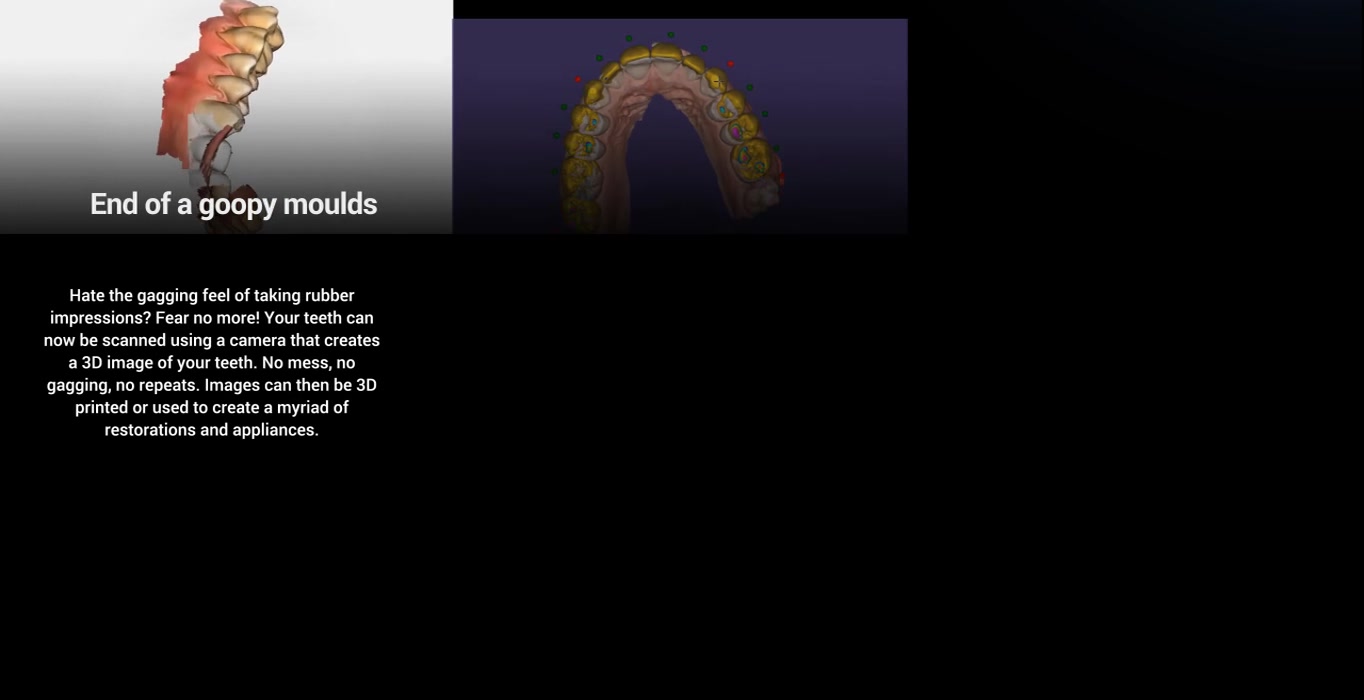 End of a goopy moulds
Hate the gagging feel of taking rubber
impressions? Fear no more! Your teeth can
now be scanned using a camera that creates
a 3D image of your teeth. No mess, no
gagging, no repeats. Images can then be 3D
printed or used to create a myriad of
restorations and appliances.